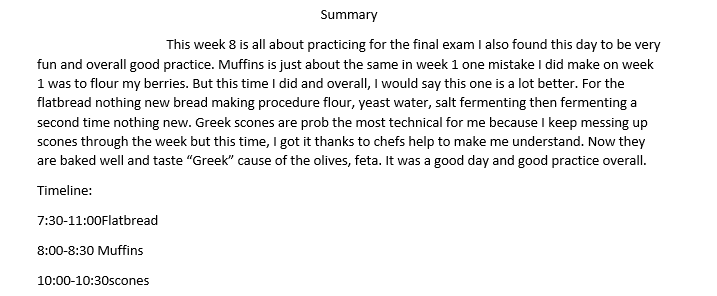 Summary
This week 8 is all about practicing for the final exam I also found this day to be very
fun and overall good practice. Muffins is just about the same in week 1 one mistake I did make on week
1 was to flour my berries. But this time I did and overall, I would say this one is a lot better. For the
flatbread nothing new bread making procedure flour, yeast water, salt fermenting then fermenting a
second time nothing new. Greek scones are prob the most technical for me because I keep messing up
scones through the week but this time, I got it thanks to chefs help to make me understand. Now they
are baked well and taste “Greek” cause of the olives, feta. It was a good day and good practice overall.
Timeline:
7:30-11:00Flatbread
8:00-8:30 Muffins
10:00-10:30scones